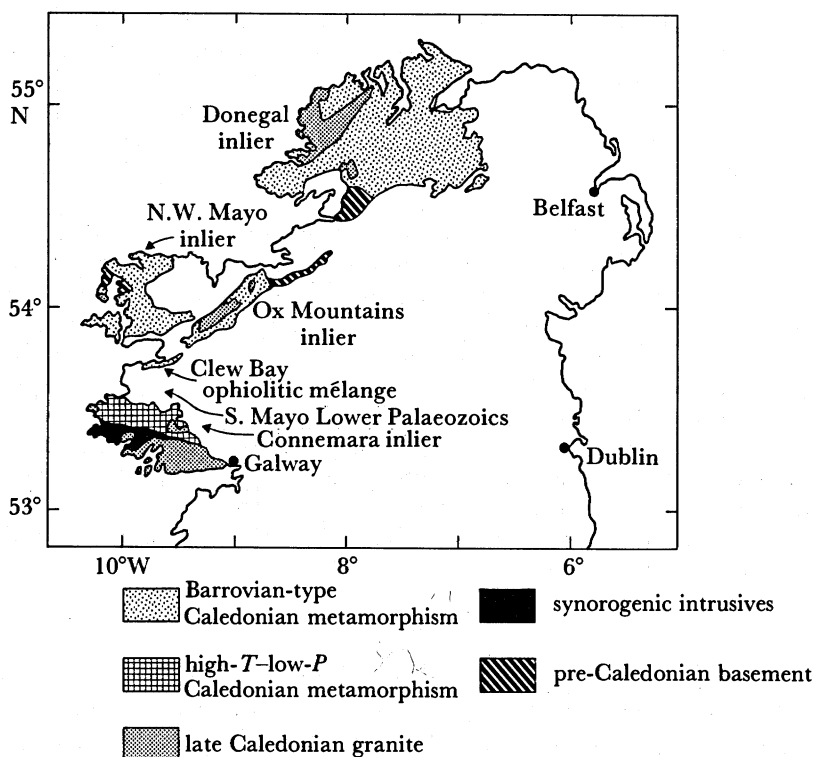 55°
N
Donegal
inlier
N.W. Mayo
inlier
Belfast
54°
Ox Mountains
inlier
Clew Bay
ophiolitic mélange
S. Mayo Lower Palaeozoics
Connemara inlier
Galway
Dublin
53°
10°W
8°
6°
Barrovian-type
Caledonian metamorphism
synorogenic intrusives
high-T–low-P
Caledonian metamorphism
pre-Caledonian basement
late Caledonian granite